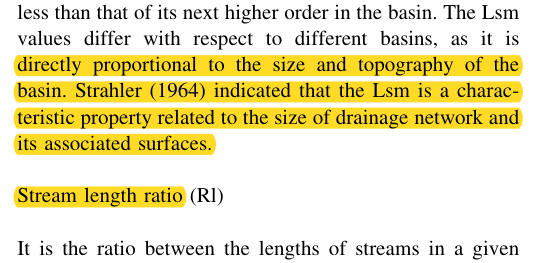 less than that of its next higher order in the basin. The Lsm
values differ with respect to different basins, as it is
directly proportional to the size and topography of the
basin. Strahler (1964) indicated that the Lsm is a charac-
teristic property related to the size of drainage network and
its associated surfaces.
Stream length ratio (Rl)
It is the ratio between the lengths of streams in a given